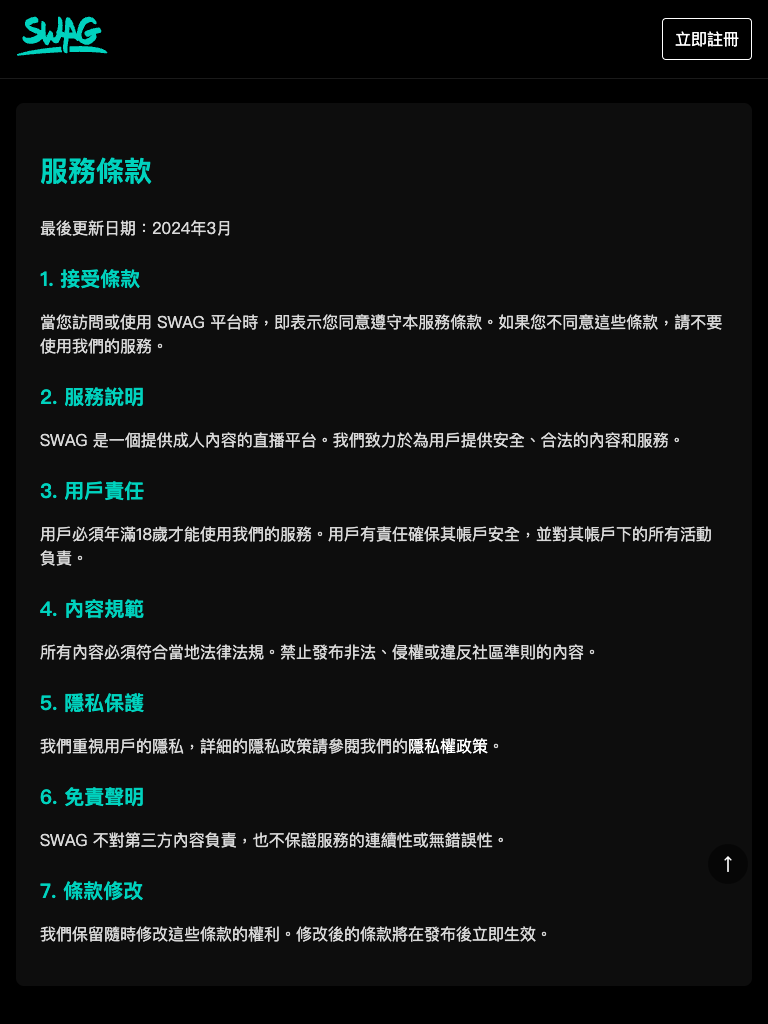 SWAG
立即註冊
服務條款
最後更新日期：2024年3月
1. 接受條款
當您訪問或使用 SWAG 平台時，即表示您同意遵守本服務條款。如果您不同意這些條款，請不要
使用我們的服務。
2. 服務說明
SWAG 是一個提供成人內容的直播平台。我們致力於為用戶提供安全、合法的內容和服務。
3. 用戶責任
用戶必須年滿18歲才能使用我們的服務。用戶有責任確保其帳戶安全，並對其帳戶下的所有活動
負責。
4. 內容規範
所有內容必須符合當地法律法規。禁止發布非法、侵權或違反社區準則的內容。
5. 隱私保護
我們重視用戶的隱私，詳細的隱私政策請參閱我們的隱私權政策。
6. 免責聲明
SWAG 不對第三方內容負責，也不保證服務的連續性或無錯誤性。
↑
7. 條款修改
我們保留隨時修改這些條款的權利。修改後的條款將在發布後立即生效。